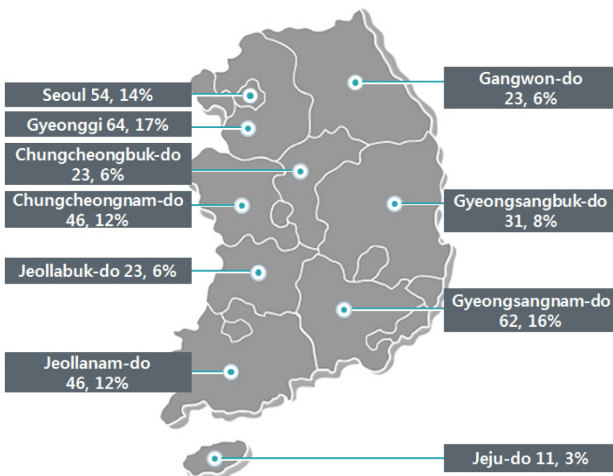 Seoul 54, 14%
Gyeonggi 64, 17%
Chungcheongbuk-do
23, 6%
Chungcheongnam-do
46, 12%
Jeollabuk-do 23, 6%
Jeollanam-do
46, 12%
Gangwon-do
23, 6%
Gyeongsangbuk-do
31, 8%
Gyeongsangnam-do
62, 16%
Jeju-do 11, 3%